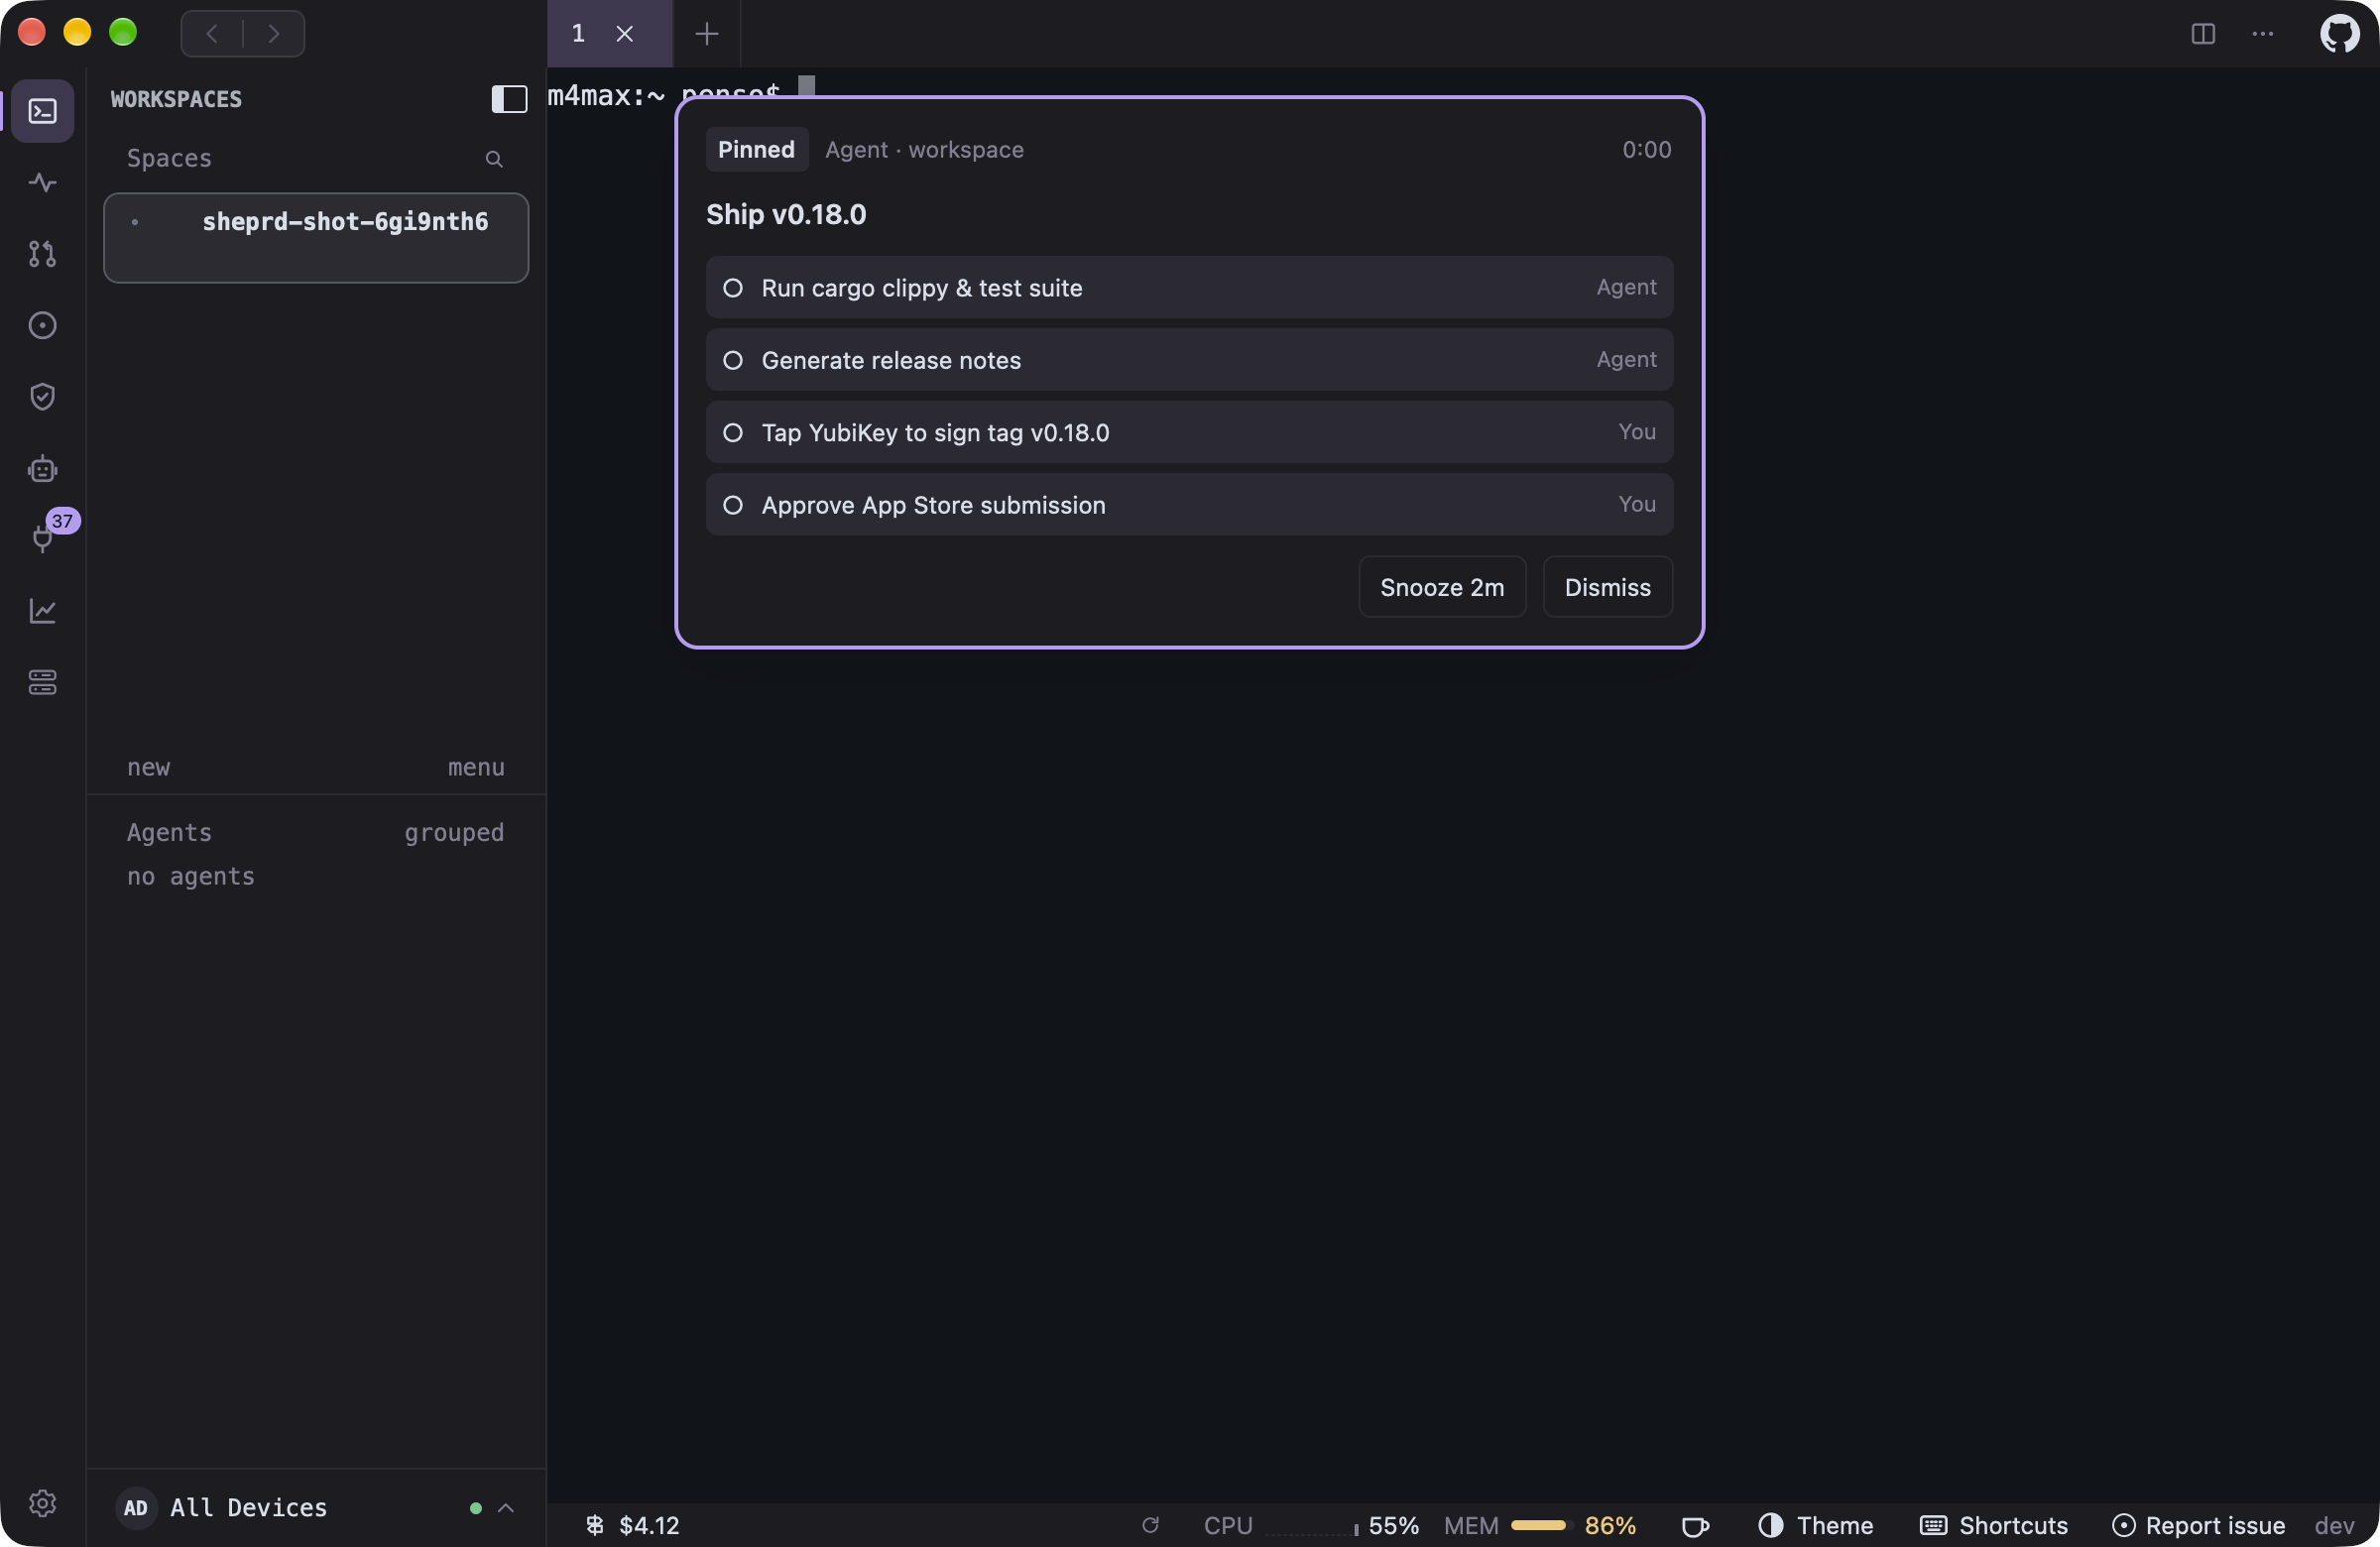 1
WORKSPACES
Spaces
sheprd-shot-6gi9nth6
37
new menu
Agents grouped
no agents
AD All Devices
m4max:~ penso$
Pinned Agent · workspace 0:00
Ship v0.18.0
Run cargo clippy & test suite Agent
Generate release notes Agent
Tap YubiKey to sign tag v0.18.0 You
Approve App Store submission You
Snooze 2m Dismiss
$4.12 CPU 55% MEM 86% Theme Shortcuts Report issue dev